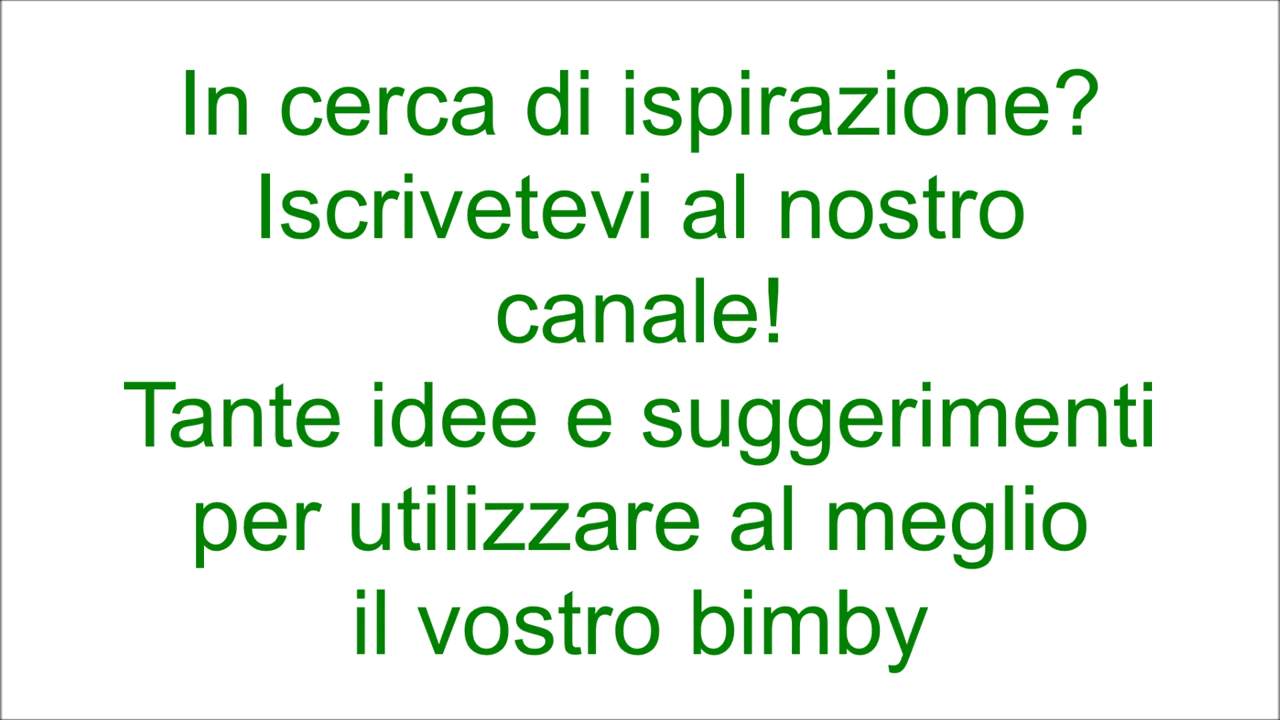 In cerca di ispirazione?
Iscrivetevi al nostro
canale!
Tante idee e suggerimenti
per utilizzare al meglio
il vostro bimby